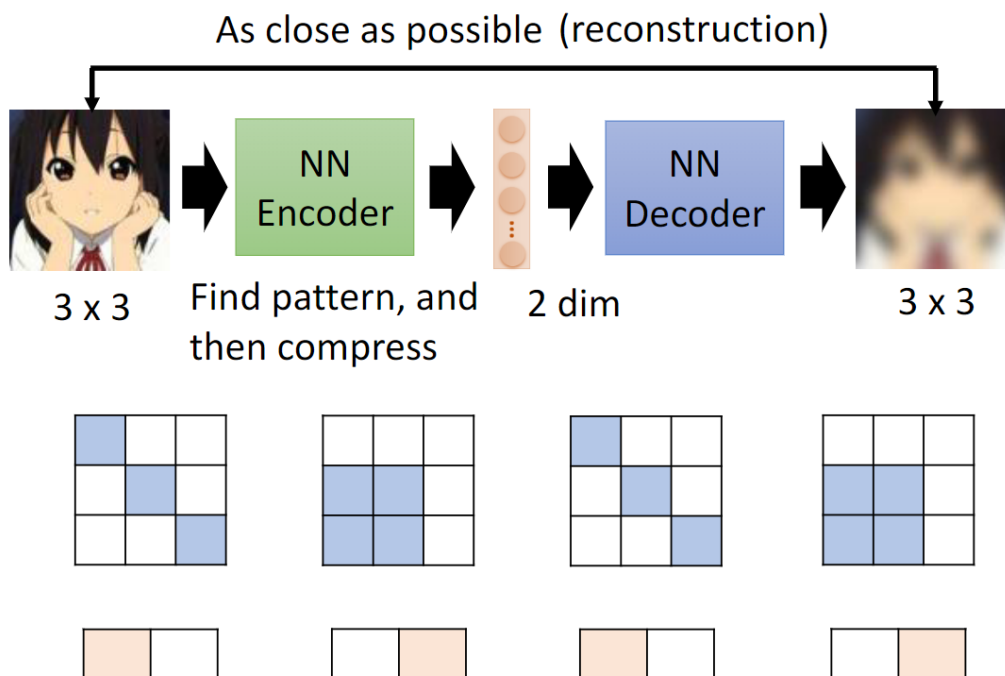 As close as possible (reconstruction)
NN
Encoder
NN
Decoder
3 x 3
Find pattern, and
then compress
2 dim
3 x 3